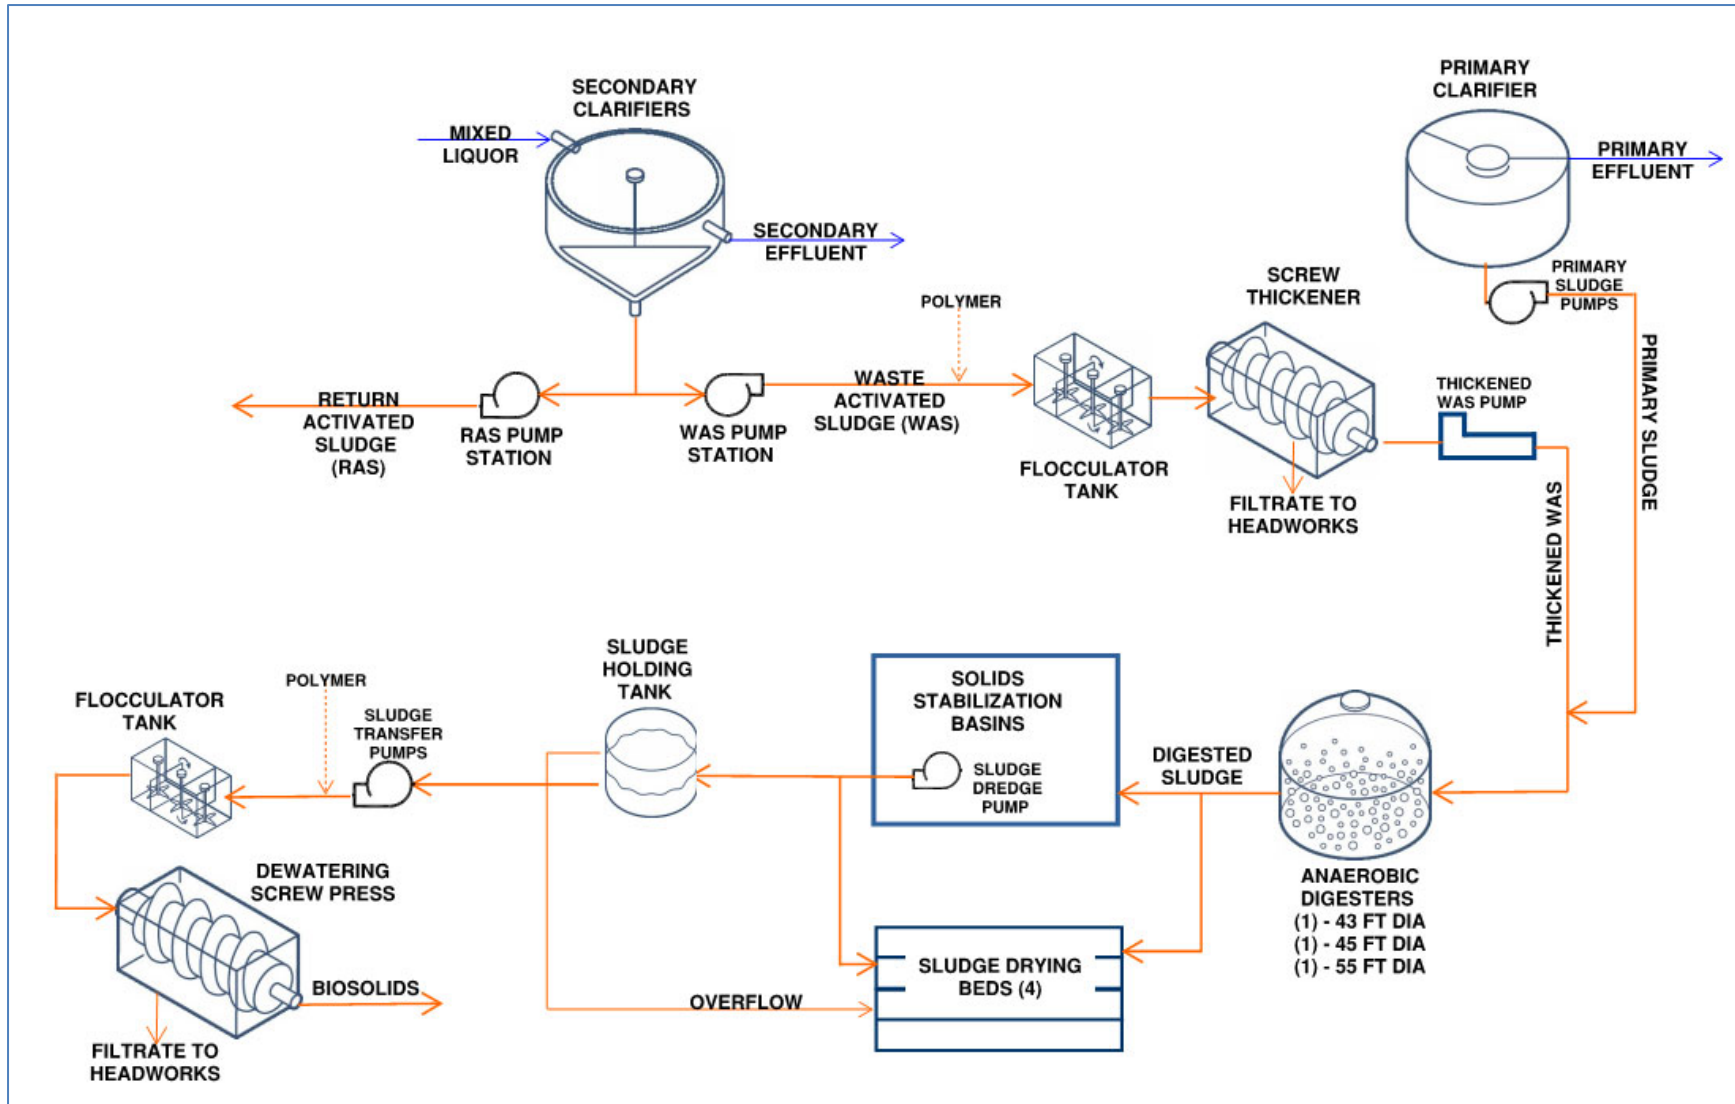 SECONDARY
CLARIFIERS
MIXED
LIQUOR
SECONDARY
EFFLUENT
PRIMARY
CLARIFIER
PRIMARY
EFFLUENT
PRIMARY
SLUDGE
PUMPS
SCREW
THICKENER
POLYMER
RETURN
ACTIVATED
SLUDGE
(RAS)
RAS PUMP
STATION
WAS PUMP
STATION
WASTE
ACTIVATED
SLUDGE (WAS)
FLOCCULATOR
TANK
FILTRATE TO
HEADWORKS
THICKENED
WAS PUMP
PRIMARY SLUDGE
THICKENED WAS
FLOCCULATOR
TANK
POLYMER
SLUDGE
TRANSFER
PUMPS
SLUDGE
HOLDING
TANK
SOLIDS
STABILIZATION
BASINS
SLUDGE
DREDGE
PUMP
DIGESTED
SLUDGE
ANAEROBIC
DIGESTERS
(1) - 43 FT DIA
(1) - 45 FT DIA
(1) - 55 FT DIA
DEWATERING
SCREW PRESS
BIOSOLIDS
FILTRATE TO
HEADWORKS
OVERFLOW
SLUDGE DRYING
BEDS (4)